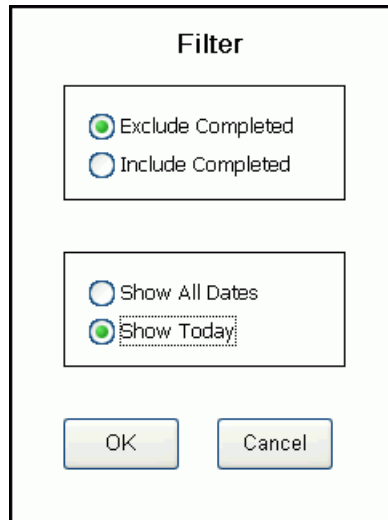 Filter
Exclude Completed
Include Completed
Show All Dates
Show Today
OK Cancel